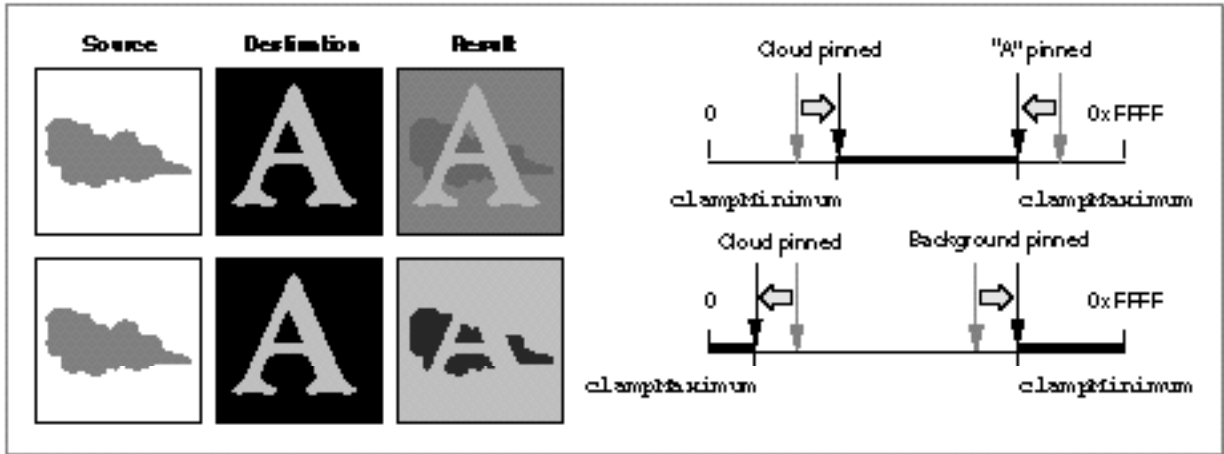 Source Destination Result
A A
A A
Cloud pinned "A" pinned
0 0xFFFF
clampMinimum clampMaximum
Cloud pinned Background pinned
0 0xFFFF
clampMaximum clampMinimum